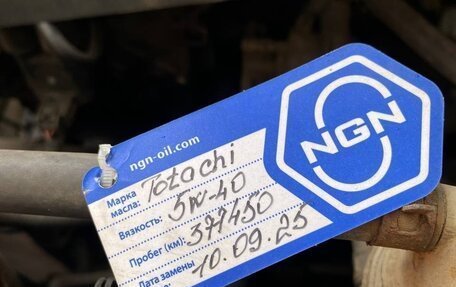 NGN
ngn-oil.com
Марка масла: Totachi
Вязкость: 5w-40
Пробег (км): 377450
Дата замены 10.09.25